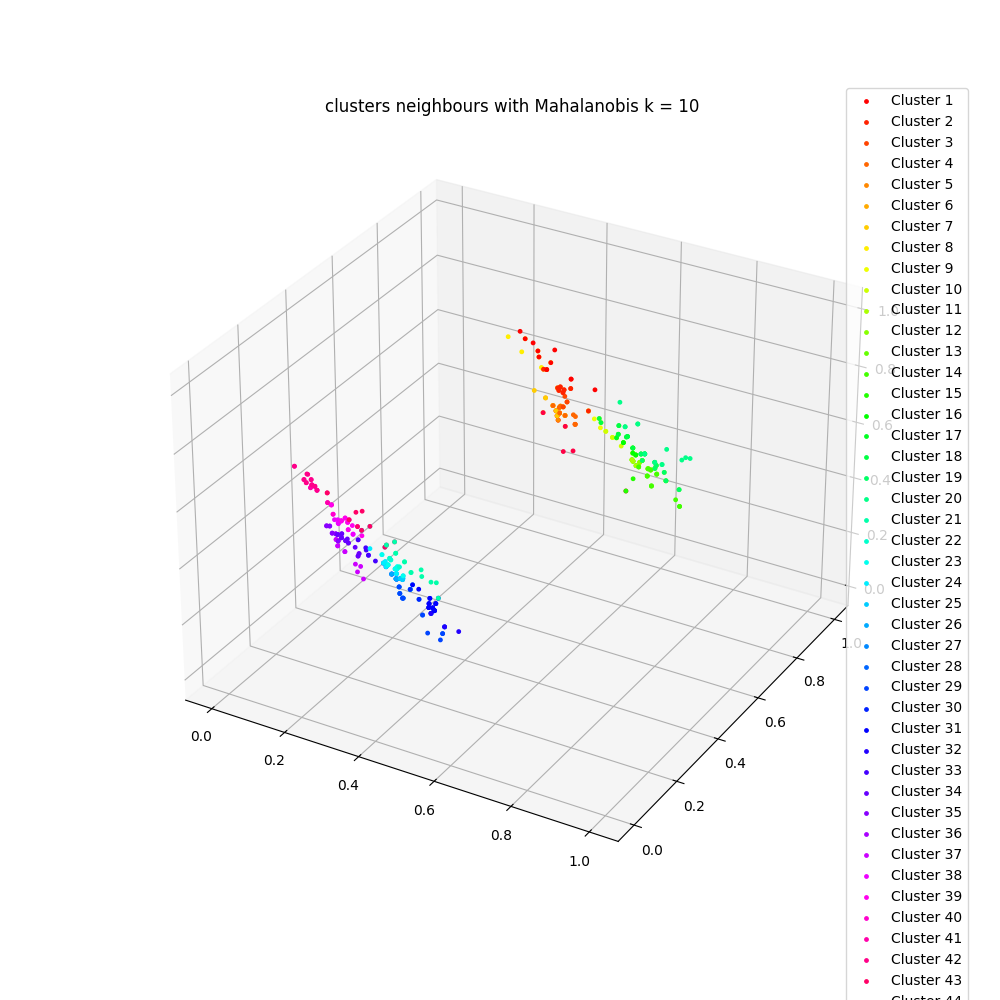 clusters neighbours with Mahalanobis k = 10
Cluster 1
Cluster 2
Cluster 3
Cluster 4
Cluster 5
Cluster 6
Cluster 7
Cluster 8
Cluster 9
Cluster 10
Cluster 11
Cluster 12
Cluster 13
Cluster 14
Cluster 15
Cluster 16
Cluster 17
Cluster 18
Cluster 19
Cluster 20
Cluster 21
Cluster 22
Cluster 23
Cluster 24
Cluster 25
Cluster 26
Cluster 27
Cluster 28
Cluster 29
Cluster 30
Cluster 31
Cluster 32
Cluster 33
Cluster 34
Cluster 35
Cluster 36
Cluster 37
Cluster 38
Cluster 39
Cluster 40
Cluster 41
Cluster 42
Cluster 43
Cluster 44
0.0
0.2
0.4
0.6
0.8
1.0
0.0
0.2
0.4
0.6
0.8
1.0
0.0
0.2
0.4
0.6
0.8
1.0